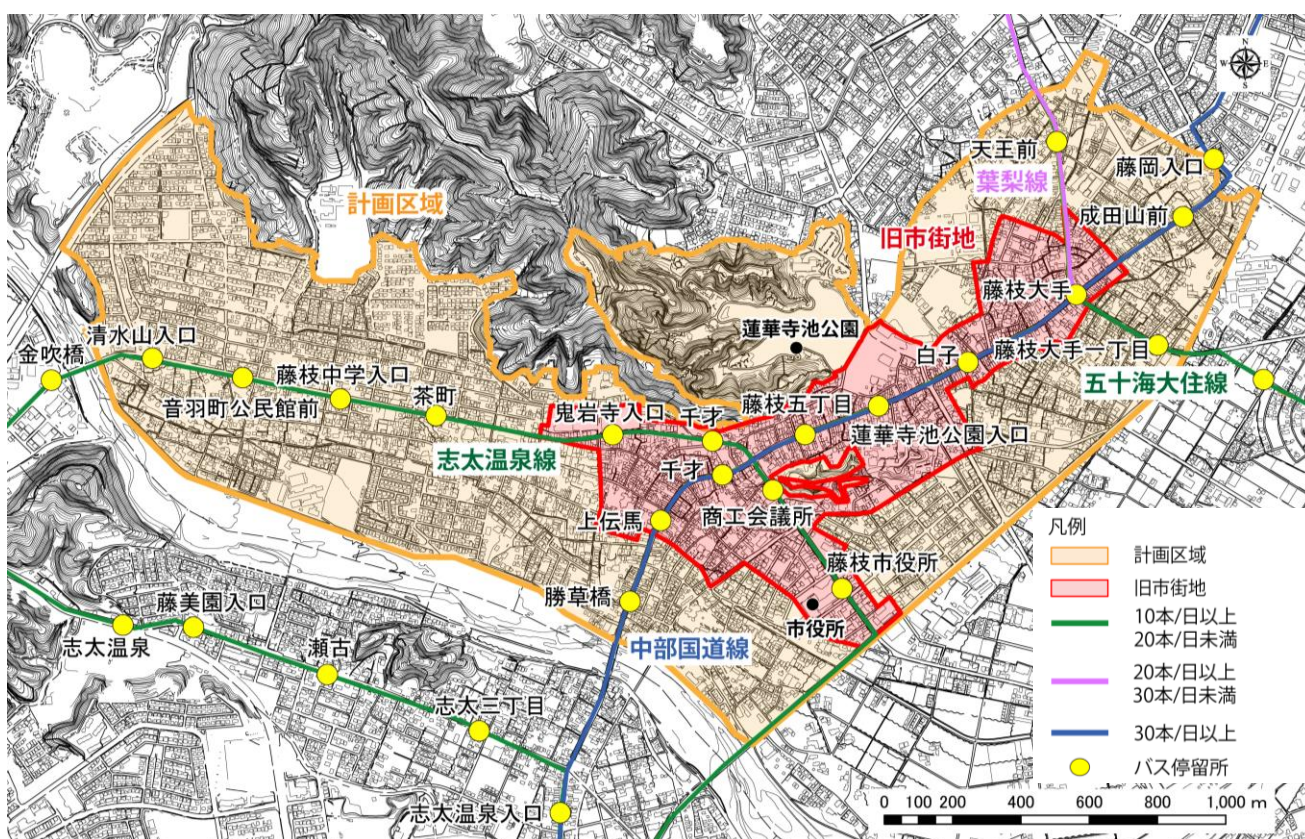 N
W E
S
天王前
藤岡入口
葉梨線
計画区域
成田山前
旧市街地
藤枝大手
蓮華寺池公園
清水山入口
白子
藤枝大手一丁目
金吹橋
藤枝中学入口
五十海大住線
音羽町公民館前
茶町
藤枝五丁目
鬼岩寺入口
千才
蓮華寺池公園入口
志太温泉線
千才
商工会議所
上伝馬
凡例
計画区域
藤枝市役所
旧市街地
勝草橋
藤美園入口
市役所
10本/日以上
20本/日未満
志太温泉
瀬古
中部国道線
20本/日以上
30本/日未満
志太三丁目
30本/日以上
バス停留所
志太温泉入口
0 100 200 400 600 800 1,000 m